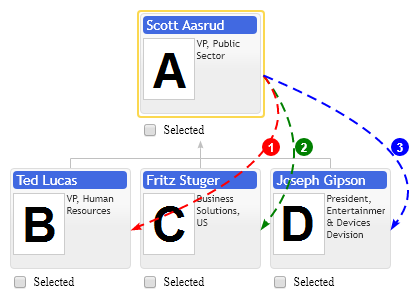 Scott Aasrud
A
VP, Public
Sector
Selected
1
2
3
Ted Lucas
B
VP, Human
Resources
Selected
Fritz Stuger
C
Business
Solutions,
US
Selected
Joseph Gipson
D
President,
Entertainmer
& Devices
Devision
Selected